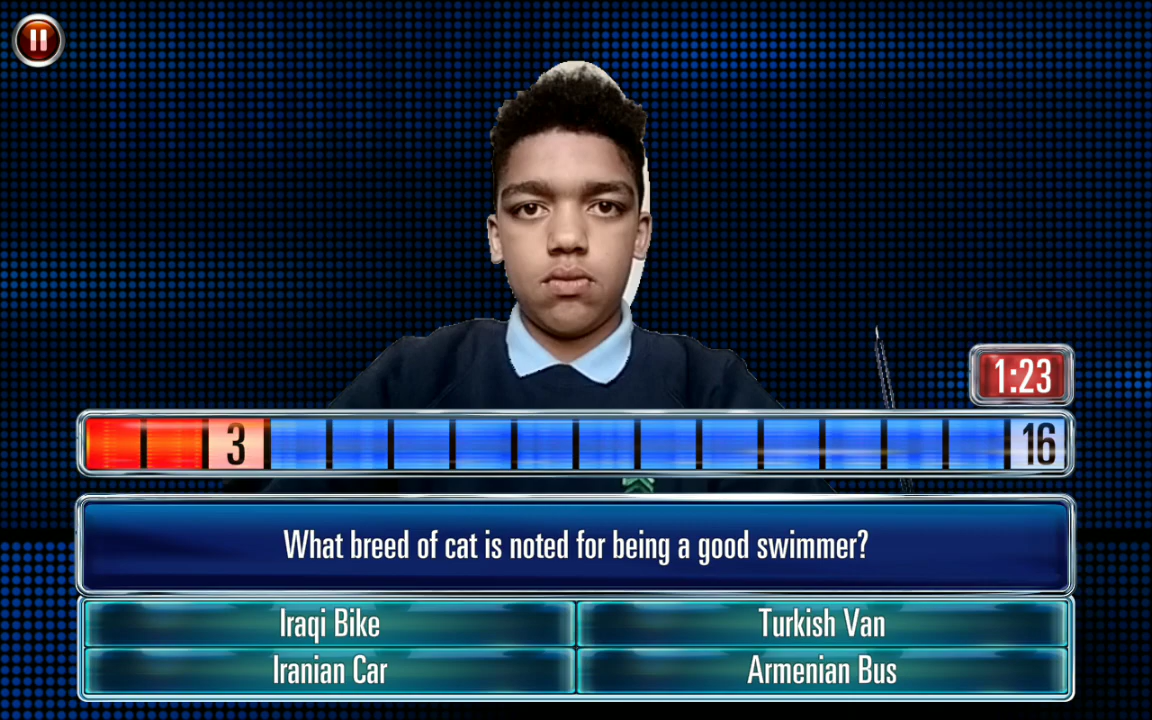 1:23
3
16
What breed of cat is noted for being a good swimmer?
Iraqi Bike
Turkish Van
Iranian Car
Armenian Bus